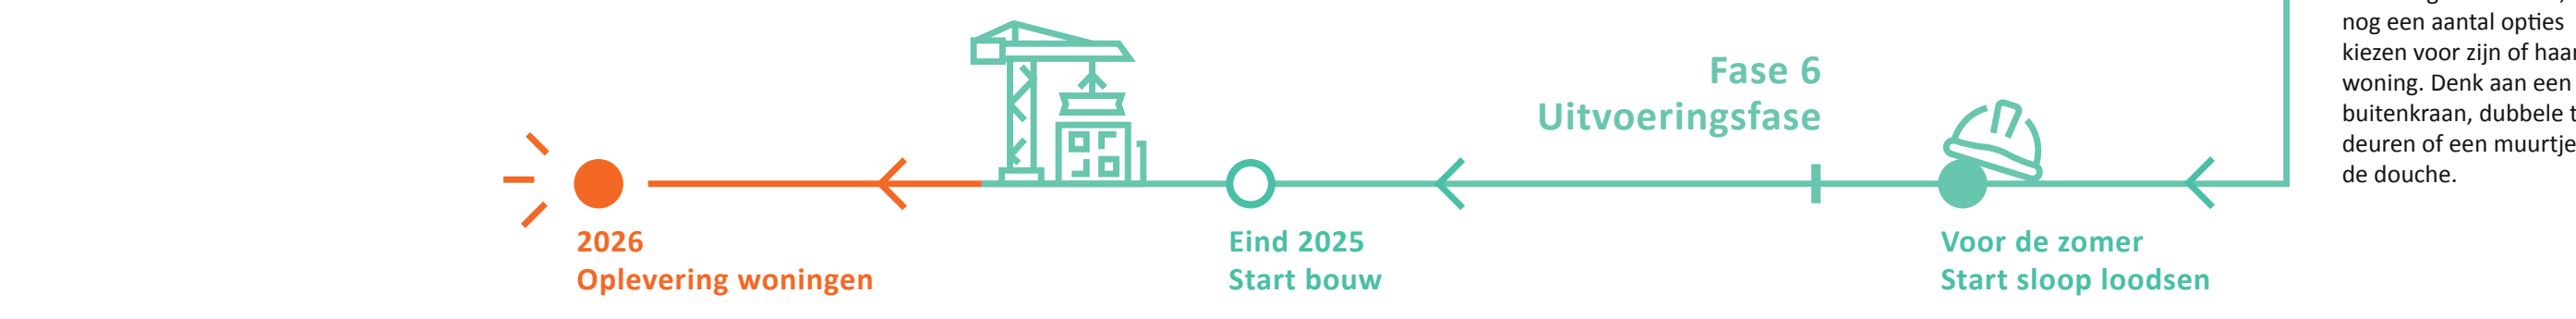 nog een aantal opties
kiezen voor zijn of haar
woning. Denk aan een
buitenkraan, dubbele
deuren of een muurtje
de douche.
Fase 6
Uitvoeringsfase
Voor de zomer
Start sloop loodsen
Eind 2025
Start bouw
2026
Oplevering woningen